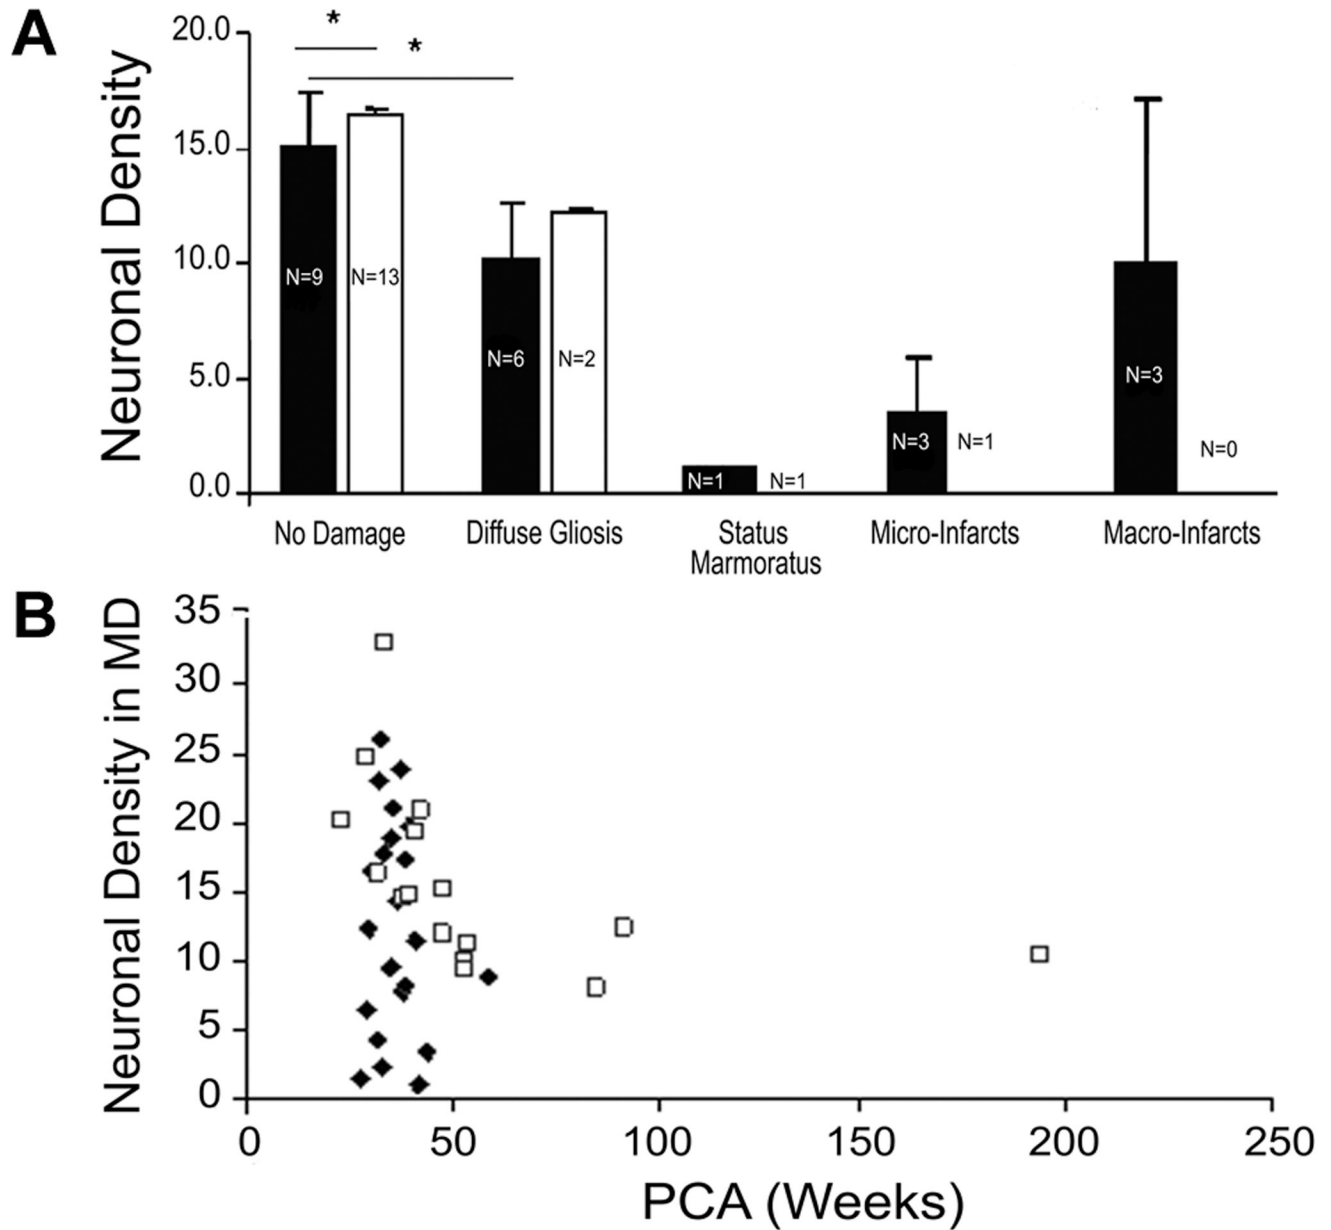 A
Neuronal Density
20.0
15.0
10.0
5.0
0.0
*
*
N=9
N=13
N=6
N=2
N=1
N=1
N=3
N=1
N=3
N=0
No Damage
Diffuse Gliosis
Status
Marmoratus
Micro-Infarcts
Macro-Infarcts
B
Neuronal Density in MD
35
30
25
20
15
10
5
0
0
50
100
150
200
250
PCA (Weeks)